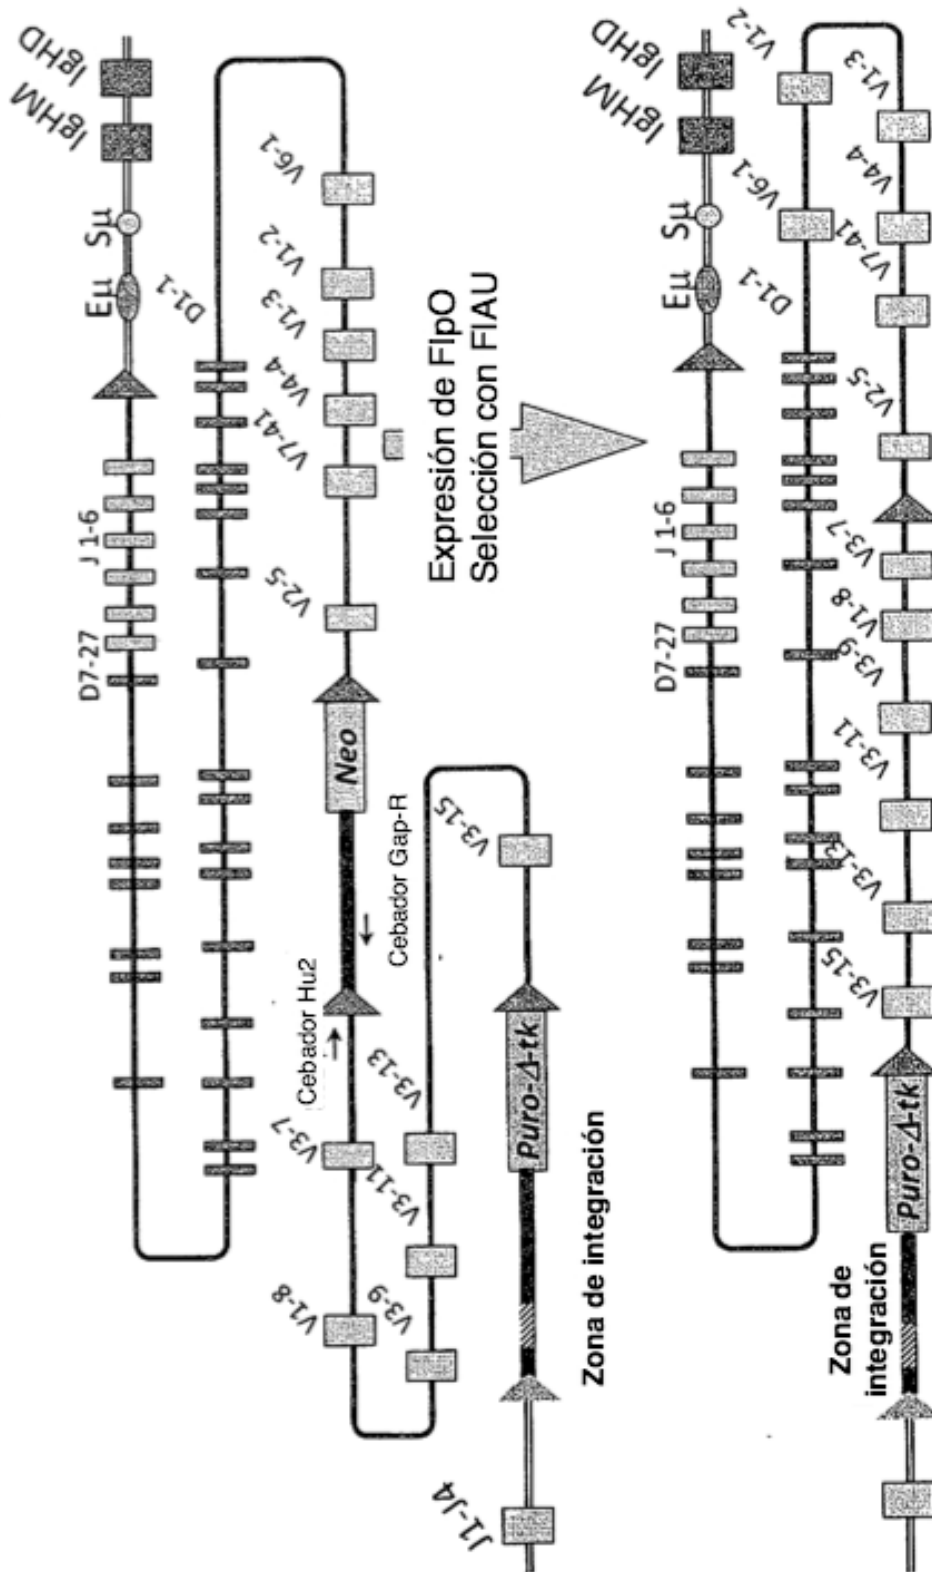 IgHD
IgHM
Sµ
Eµ
J 1-6
D7-27
D1-1
V6-1
V1-2
V1-3
V4-4
V7-41
V2-5
Neo
Cebador Gap-R
Cebador Hu2
V3-7
V1-8
V3-9
V3-11
V3-13
V3-15
Puro-Δ-tk
Zona de integración
J1-J4
Expresión de FlpO
Selección con FIAU
IgHD
IgHM
Sµ
Eµ
J 1-6
D7-27
D1-1
V6-1
V1-2
V1-3
V4-4
V7-41
V2-5
V3-7
V1-8
V3-9
V3-11
V3-13
V3-15
Puro-Δ-tk
Zona de
integración